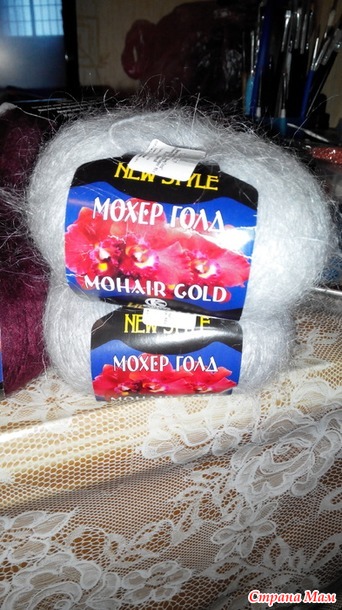 NEW STYLE
МОХЕР ГОЛД
MOHAIR GOLD
NEW STYLE
МОХЕР ГОЛД
Страна Мам